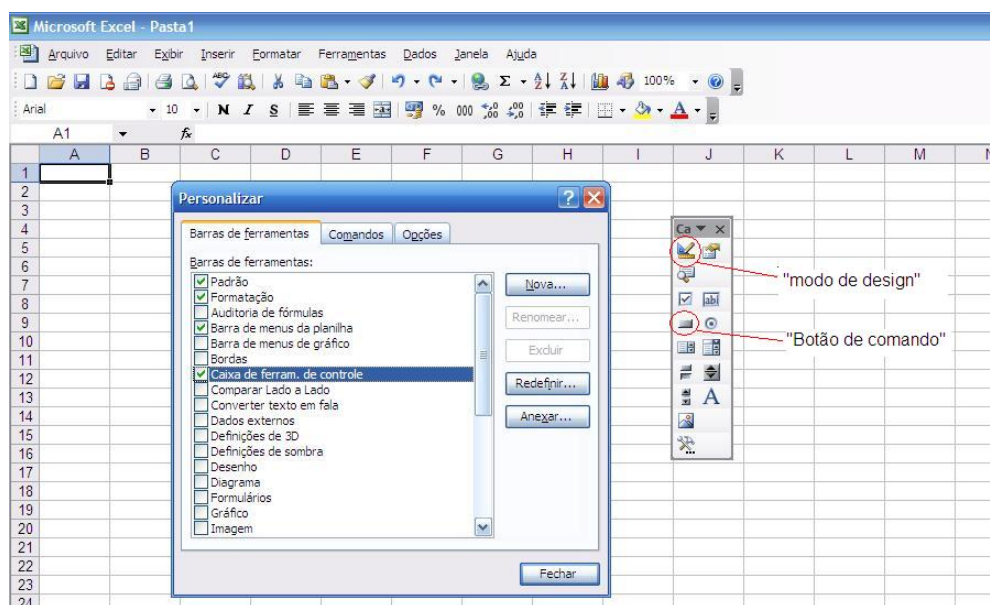 Microsoft Excel - Pasta1
Arquivo Editar Exibir Inserir Formatar Ferramentas Dados Janela Ajuda
ABC Σ 100%
Arial 10 N I S % 000 A
A1 fx
A B C D E F G H I J K L M
1
2
3
4
5
6
7
8
9
10
11
12
13
14
15
16
17
18
19
20
21
22
23
24
Personalizar
Barras de ferramentas Comandos Opções
Barras de ferramentas:
Padrão
Formatação
Auditoria de fórmulas
Barra de menus da planilha
Barra de menus de gráfico
Bordas
Caixa de ferram. de controle
Comparar Lado a Lado
Converter texto em fala
Dados externos
Definições de 3D
Definições de sombra
Desenho
Diagrama
Formulários
Gráfico
Imagem
Nova...
Renomear...
Excluir
Redefinir...
Anexar...
Fechar
Ca
abl
A
"modo de design"
"Botão de comando"